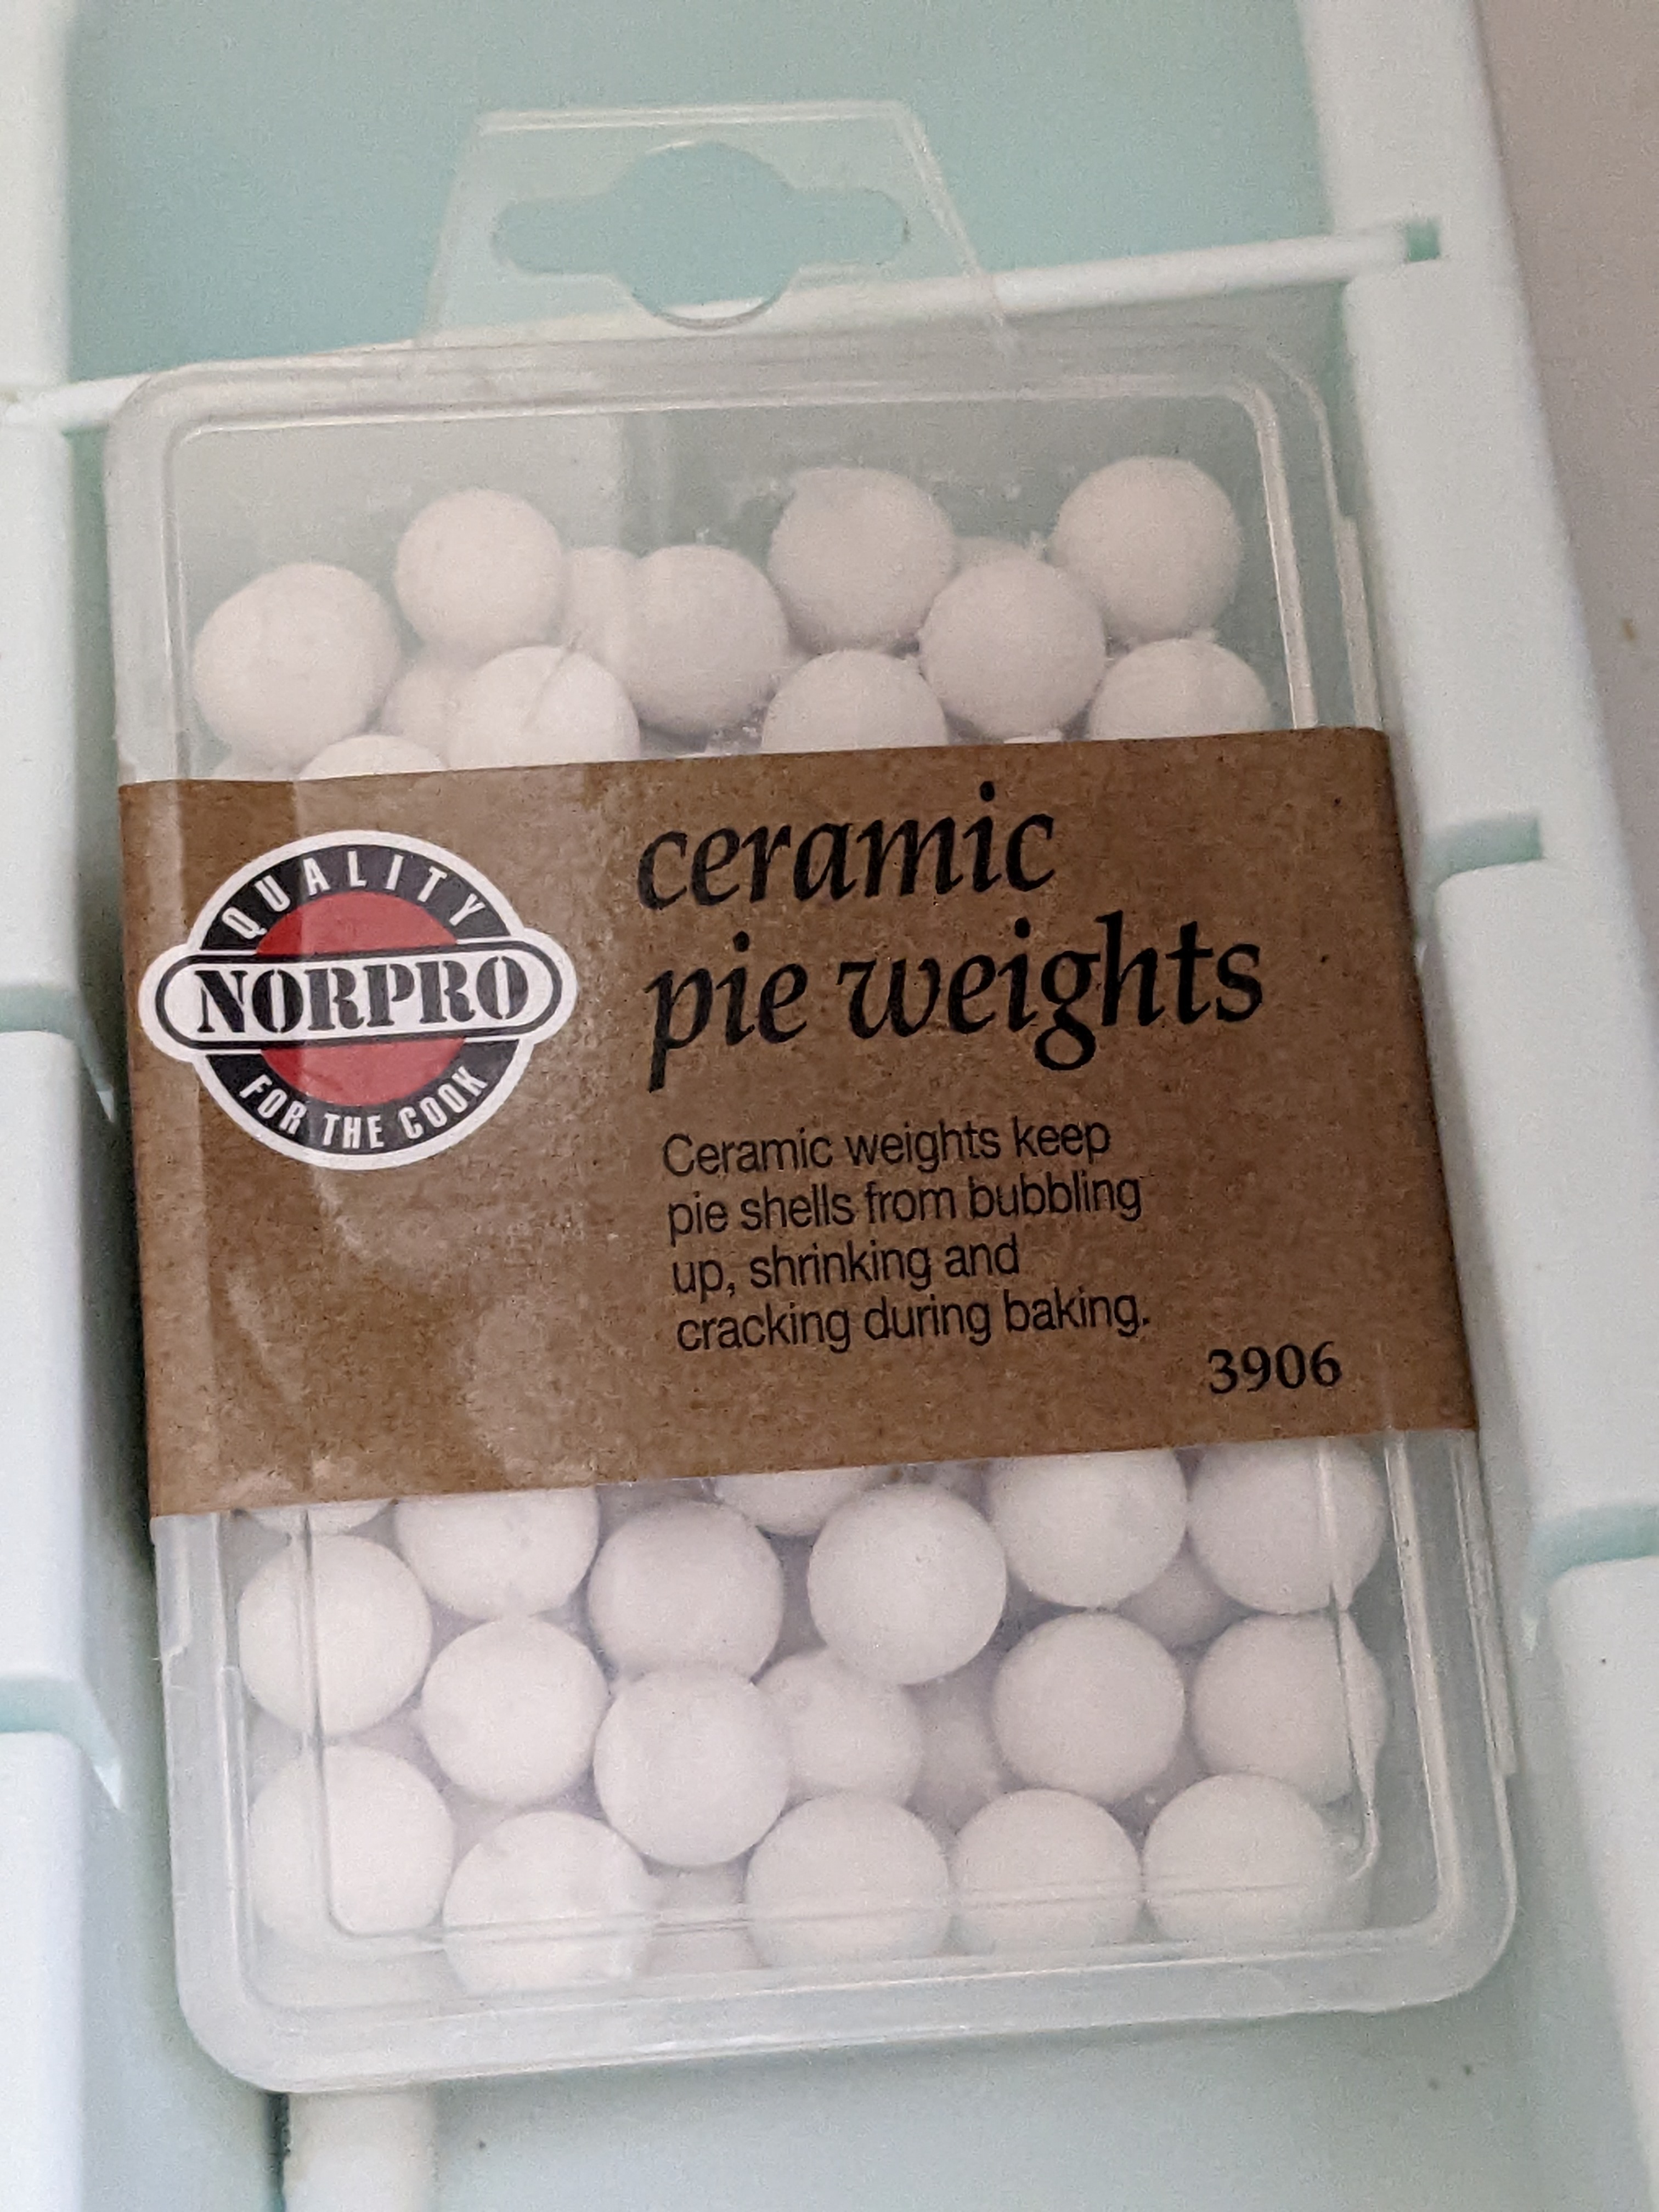 QUALITY
NORPRO
FOR THE COOK
ceramic
pie weights
Ceramic weights keep
pie shells from bubbling
up, shrinking and
cracking during baking.
3906